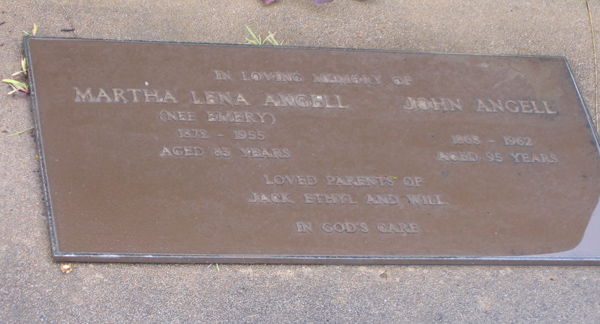 IN LOVING MEMORY OF
MARTHA LENA ANGELL JOHN ANGELL
(NEE EMERY)
1872 - 1955 1868 - 1962
AGED 83 YEARS AGED 95 YEARS
LOVED PARENTS OF
JACK, ETHYL AND WILL.
IN GOD'S CARE